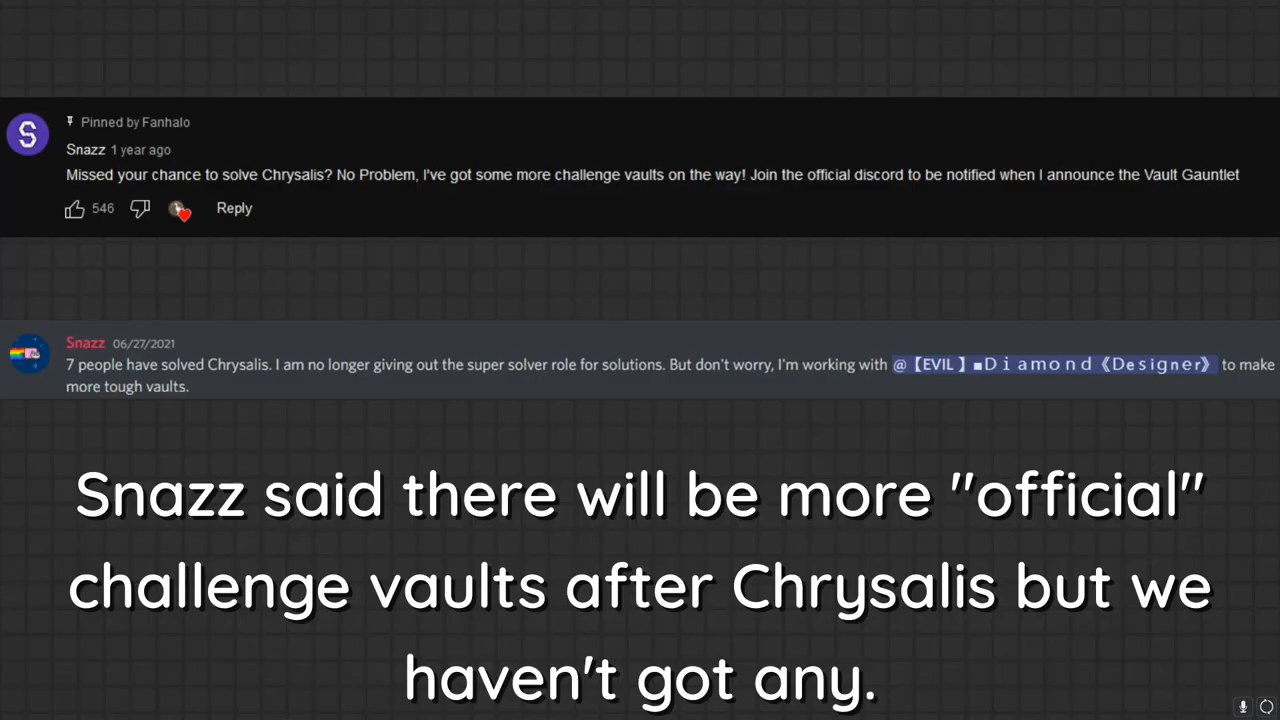 S
Pinned by Fanhalo
Snazz 1 year ago
Missed your chance to solve Chrysalis? No Problem, I've got some more challenge vaults on the way! Join the official discord to be notified when I announce the Vault Gauntlet
546 Reply
Snazz 06/27/2021
7 people have solved Chrysalis. I am no longer giving out the super solver role for solutions. But don't worry, I'm working with @【EVIL】■Ｄｉａｍｏｎｄ《Designer》 to make
more tough vaults.
Snazz said there will be more "official"
challenge vaults after Chrysalis but we
haven't got any.